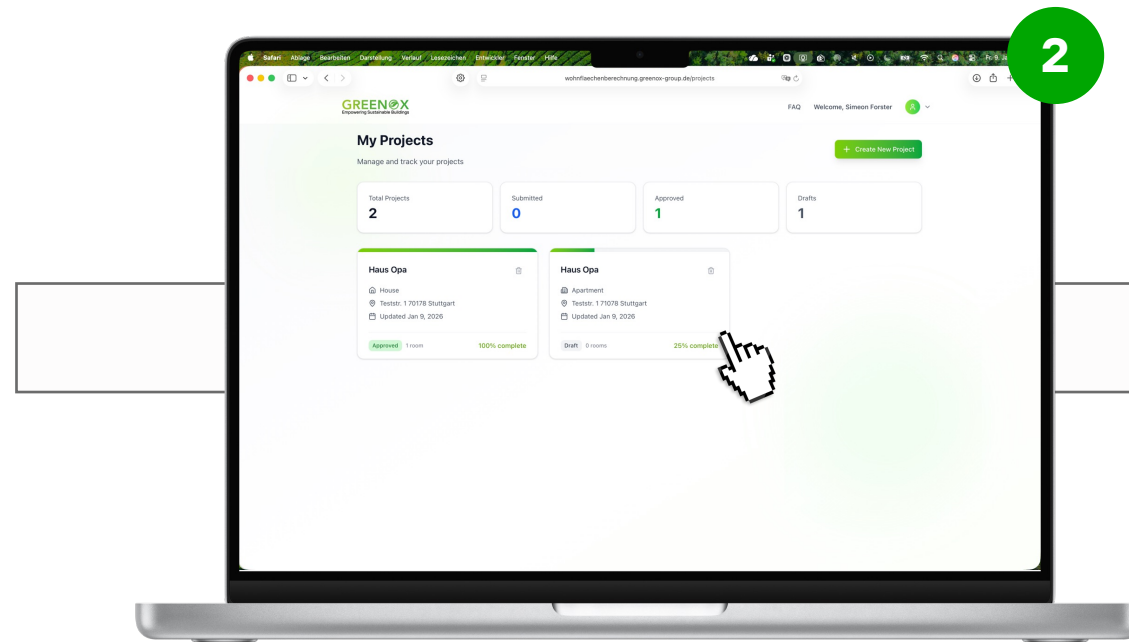 2
Safari Ablage Bearbeiten Darstellung Verlauf Lesezeichen Entwickler Fenster Hilfe
wohnflaechenberechnung.greenox-group.de/projects
GREENOX
Empowering Sustainable Buildings
FAQ Welcome, Simeon Forster
My Projects
+ Create New Project
Manage and track your projects
Total Projects
2
Submitted
0
Approved
1
Drafts
1
Haus Opa
House
Teststr. 1 70178 Stuttgart
Updated Jan 9, 2026
Approved 1 room 100% complete
Haus Opa
Apartment
Teststr. 1 71078 Stuttgart
Updated Jan 9, 2026
Draft 0 rooms 25% complete